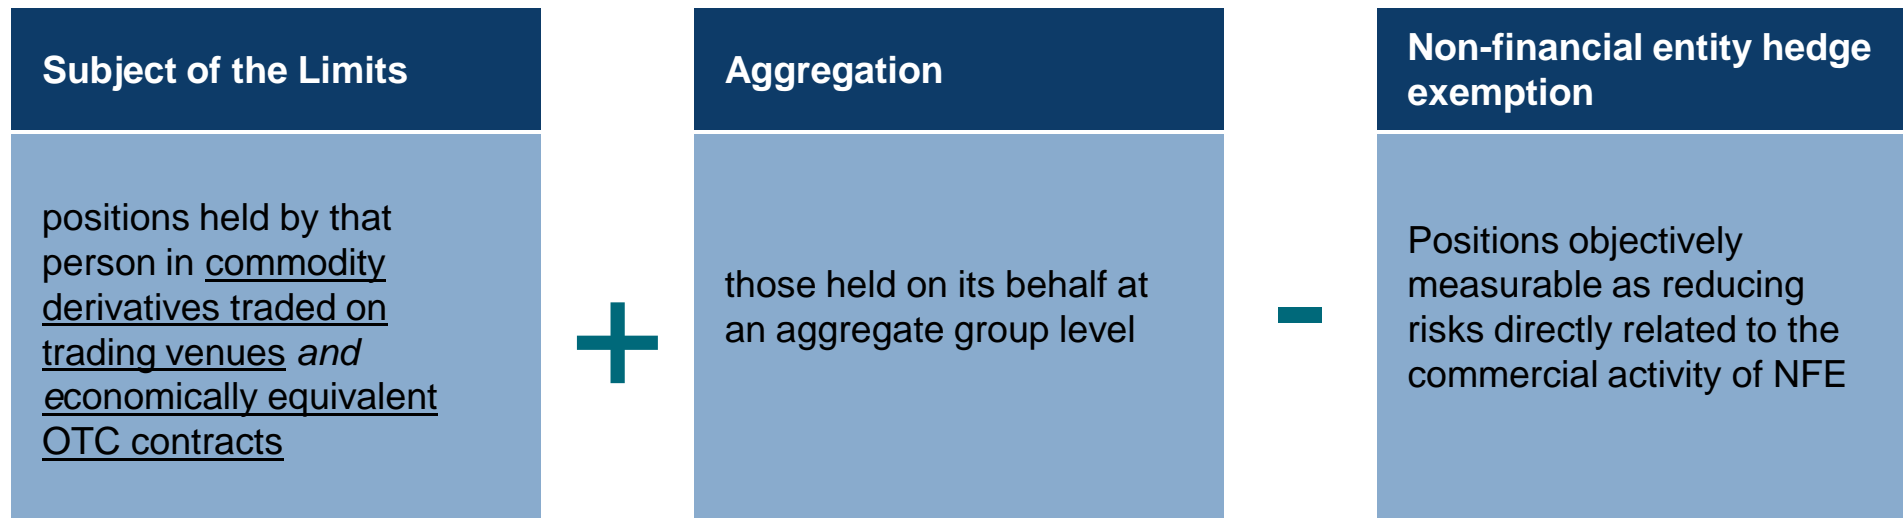 Subject of the Limits
positions held by that
person in commodity
derivatives traded on
trading venues and
economically equivalent
OTC contracts
+
Aggregation
those held on its behalf at
an aggregate group level
-
Non-financial entity hedge
exemption
Positions objectively
measurable as reducing
risks directly related to the
commercial activity of NFE